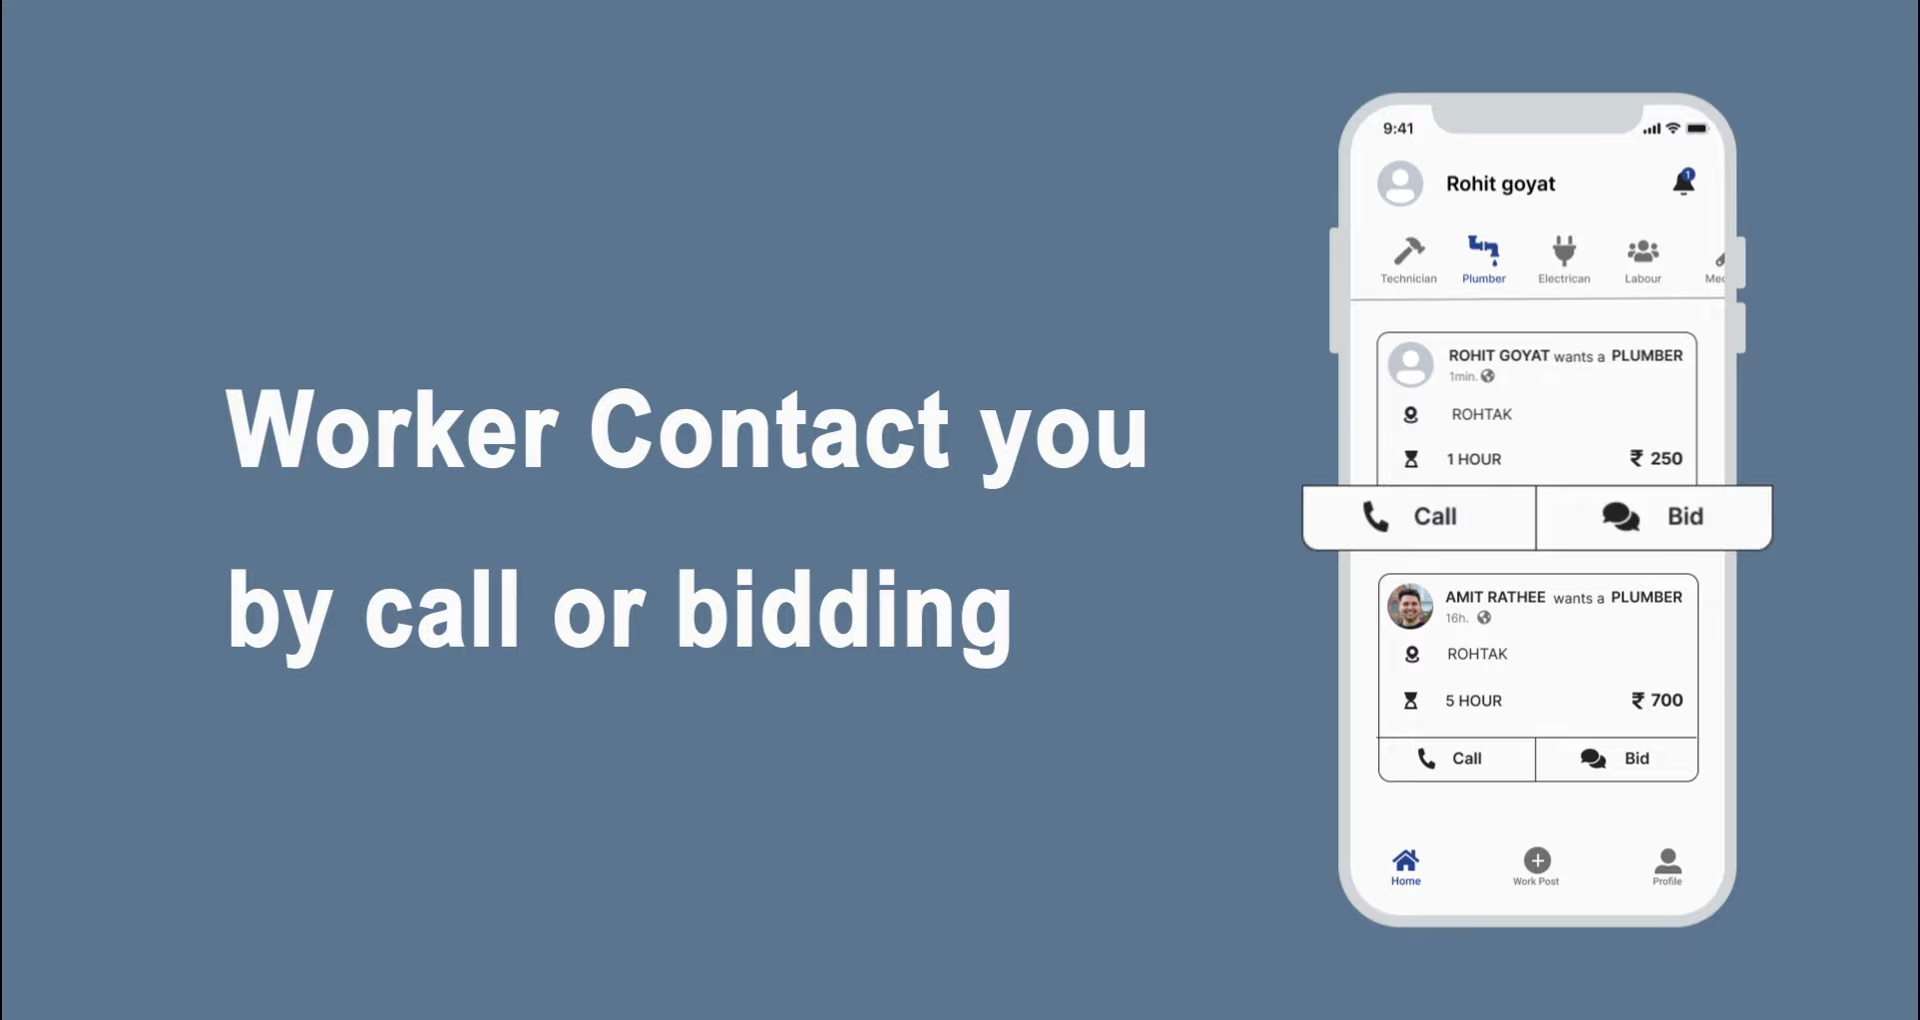 Worker Contact you
by call or bidding
9:41
Rohit goyat
1
Technician
Plumber
Electrican
Labour
ROHIT GOYAT wants a PLUMBER
1min.
ROHTAK
1 HOUR
₹ 250
Call
Bid
AMIT RATHEE wants a PLUMBER
16h.
ROHTAK
5 HOUR
₹ 700
Call
Bid
Home
Work Post
Profile